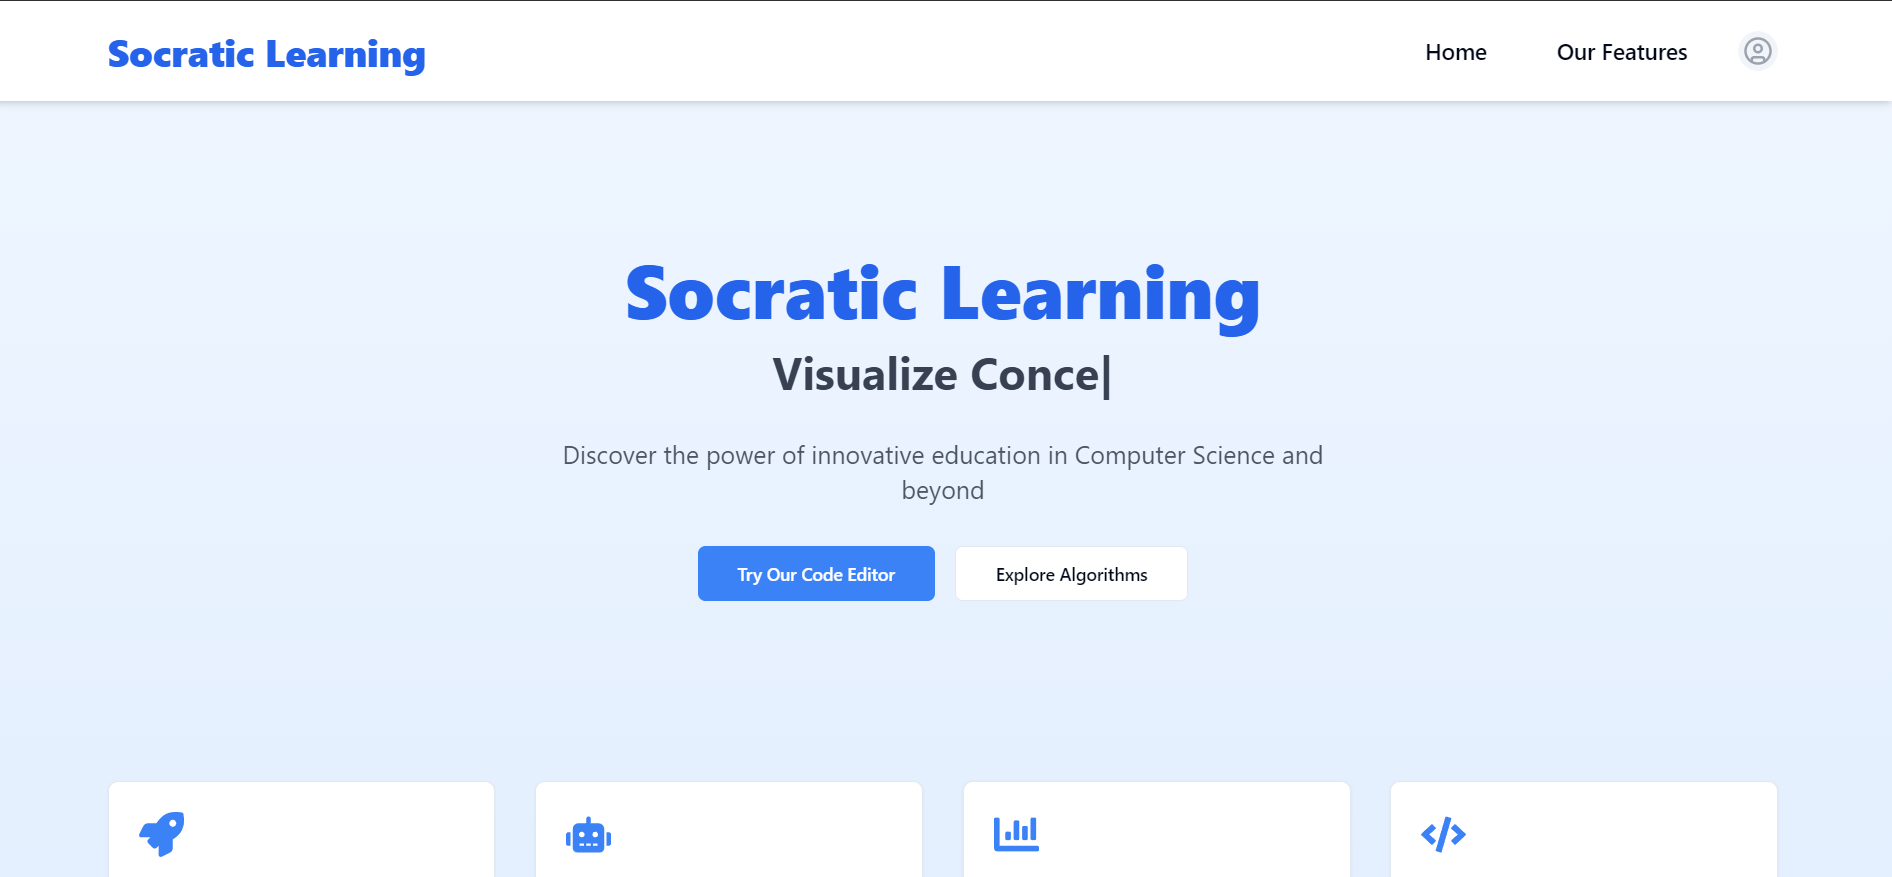 Socratic Learning
Home
Our Features
Socratic Learning
Visualize Conce|
Discover the power of innovative education in Computer Science and
beyond
Try Our Code Editor
Explore Algorithms